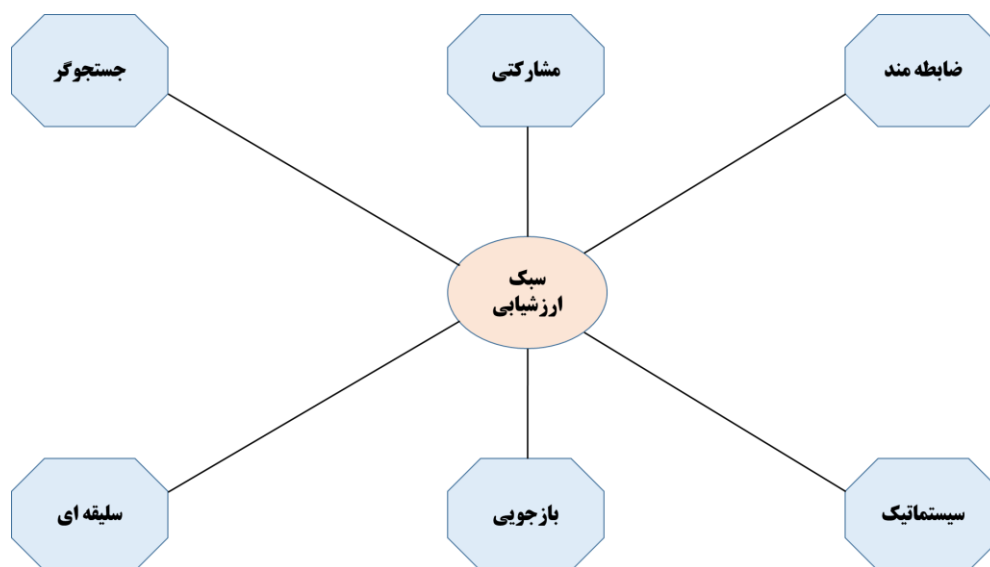 ضابطه مند
مشارکتی
جستجوگر
سبک
ارزشیابی
سیستماتیک
بازجویی
سلیقه ای